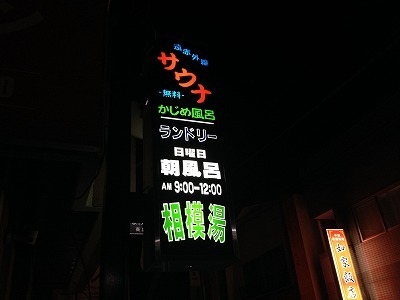 遠赤外線
サウナ
・無料・
かじめ風呂
ランドリー
日曜日
朝風呂
AM 9:00-12:00
相模湯